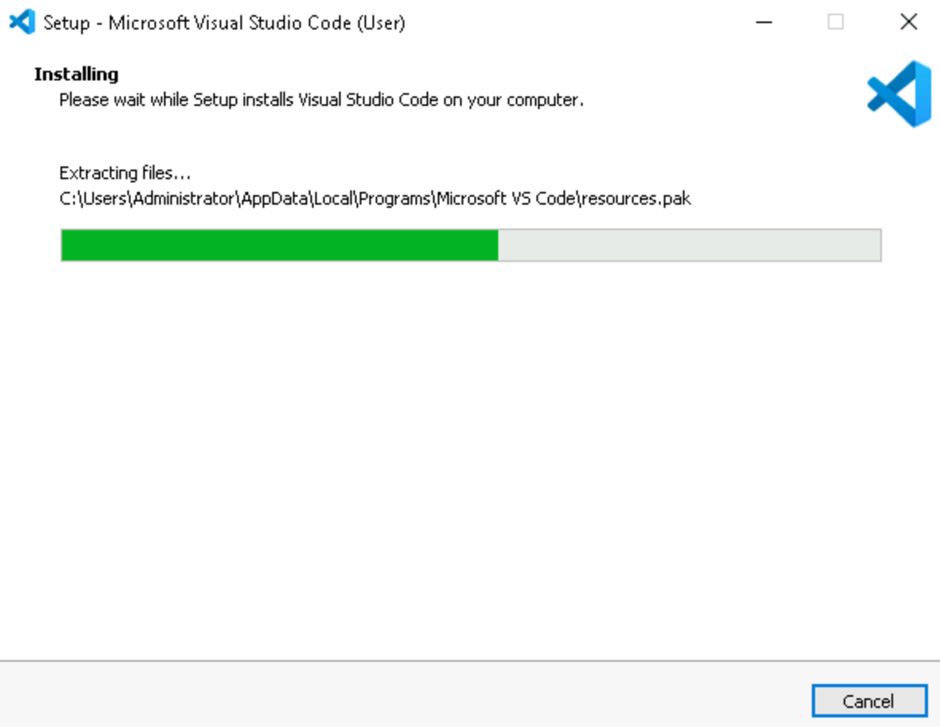 Setup - Microsoft Visual Studio Code (User)
Installing
Please wait while Setup installs Visual Studio Code on your computer.
Extracting files...
C:\Users\Administrator\AppData\Local\Programs\Microsoft VS Code\resources.pak
Cancel